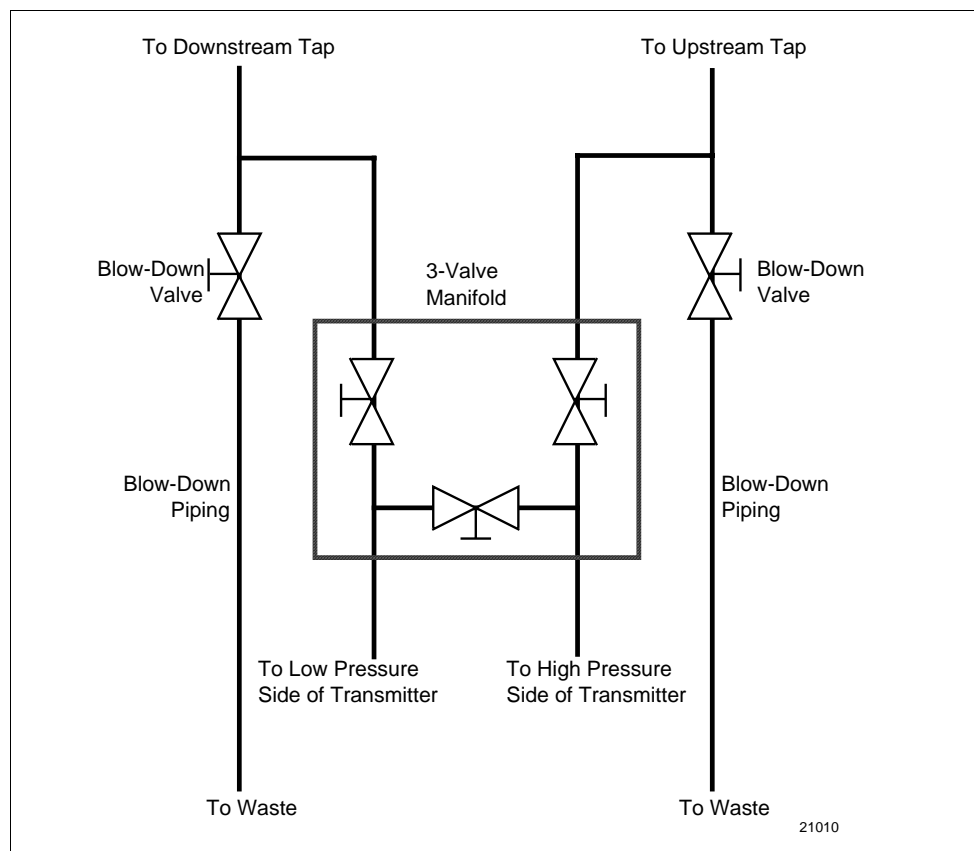 To Downstream Tap
To Upstream Tap
Blow-Down
Valve
3-Valve
Manifold
Blow-Down
Valve
Blow-Down
Piping
Blow-Down
Piping
To Low Pressure
Side of Transmitter
To High Pressure
Side of Transmitter
To Waste
To Waste
21010